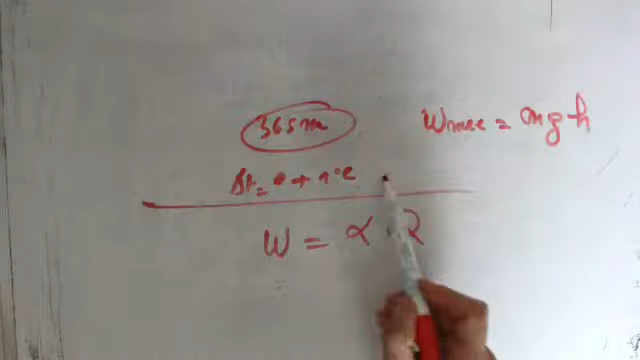 365m
Wmec = mgh
Δt = 0 + 1°C
W = α Q